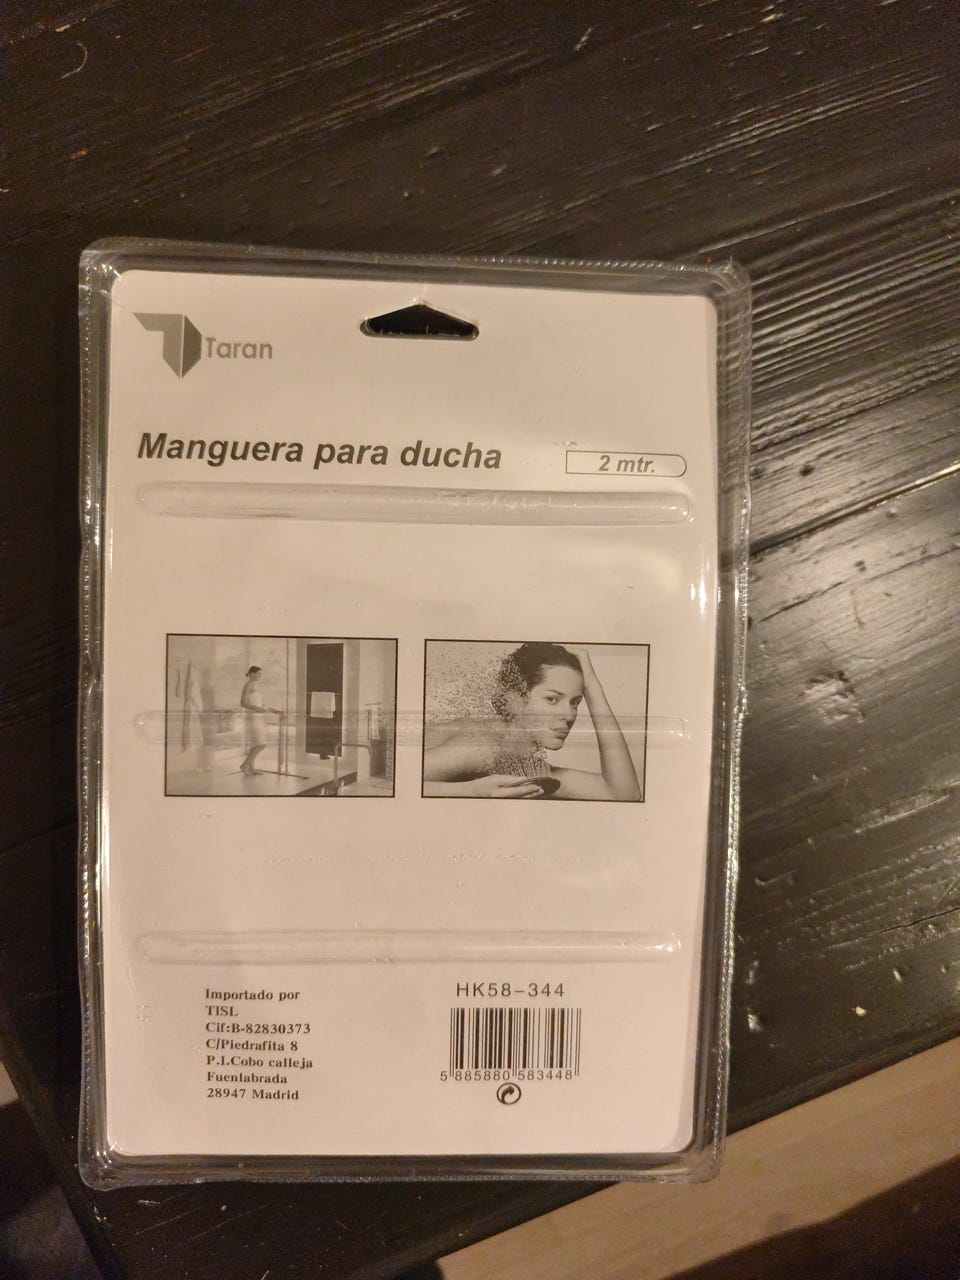 Taran
Manguera para ducha
2 mtr.
Importado por
TISL
Cif:B-82830373
C/Piedrafita 8
P.I.Cobo calleja
Fuenlabrada
28947 Madrid
HK58-344
5 885880 583448